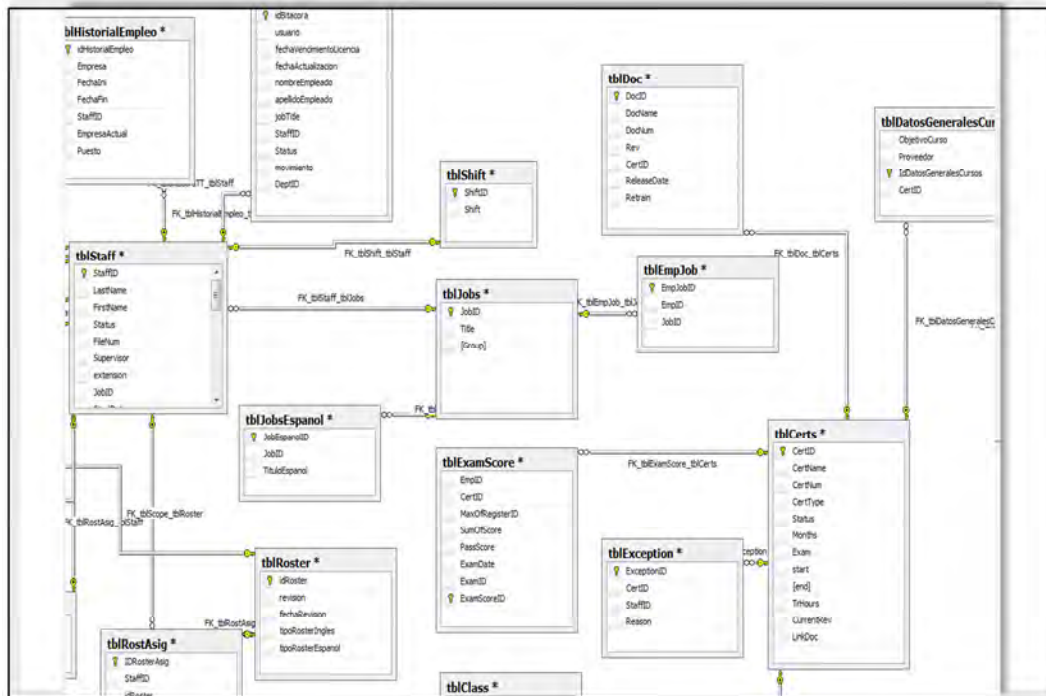 tblHistorialEmpleo *
idHistorialEmpleo
Empresa
FechaIni
FechaFin
StaffID
EmpresaActual
Puesto
idBitacora
usuario
fechaVencimientoLicencia
fechaActualizacion
nombreEmpleado
apellidoEmpleado
jobTitle
StaffID
Status
movimiento
DeptID
tblShift *
ShiftID
Shift
tblDoc *
DocID
DocName
DocNum
Rev
CertID
ReleaseDate
Retrain
tblDatosGeneralesCur
ObjetivoCurso
Proveedor
IdDatosGeneralesCursos
CertID
FK_tblShift_tblStaff
FK_tblDoc_tblCerts
tblStaff *
StaffID
LastName
FirstName
Status
FileNum
Supervisor
extension
JobID
FK_tblStaff_tblJobs
tblJobs *
JobID
Title
[Group]
tblEmpJob *
EmpJobID
EmpID
JobID
FK_tblDatosGeneralesC
tblJobsEspanol *
JobEspanolID
JobID
TituloEspanol
tblExamScore *
EmpID
CertID
MaxOfRegisterID
SumOfScore
PassScore
ExamDate
ExamID
ExamScoreID
FK_tblExamScore_tblCerts
tblCerts *
CertID
CertName
CertNum
CertType
Status
Months
Exam
start
[end]
TrHours
CurrentRev
LinkDoc
tblException *
ExceptionID
CertID
StaffID
Reason
FK_tblScope_tblRoster
tblRoster *
idRoster
revision
fechaRevision
tipoRosterIngles
tipoRosterEspanol
FK_tblRostAsig
tblRostAsig *
IDRosterAsig
StaffID
idRoster
tblClass *